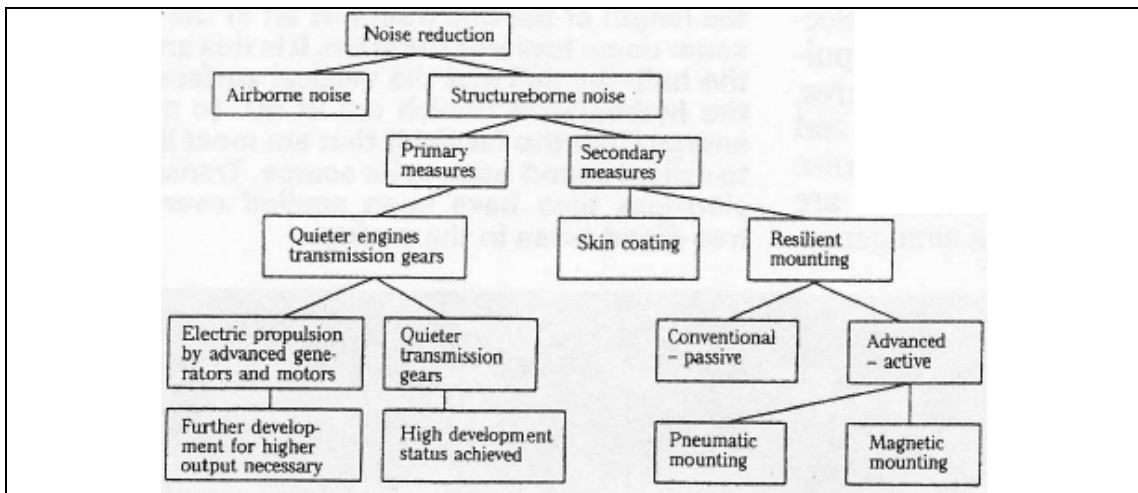 Noise reduction
Airborne noise
Structureborne noise
Primary
measures
Secondary
measures
Quieter engines
transmission gears
Skin coating
Resilient
mounting
Electric propulsion
by advanced gene-
rators and motors
Quieter
transmission
gears
Conventional
– passive
Advanced
– active
Further develop-
ment for higher
output necessary
High development
status achieved
Pneumatic
mounting
Magnetic
mounting